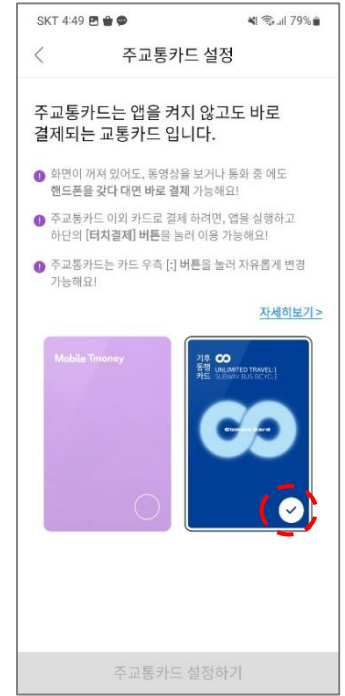 SKT 4:49
79%
주교통카드 설정
주교통카드는 앱을 켜지 않고도 바로
결제되는 교통카드 입니다.
화면이 꺼져 있어도, 동영상을 보거나 통화 중 에도
핸드폰을 갖다 대면 바로 결제 가능해요!
주교통카드 이외 카드로 결제 하려면, 앱을 실행하고
하단의 [터치결제] 버튼을 눌러 이용 가능해요!
주교통카드는 카드 우측 [:] 버튼을 눌러 자유롭게 변경
가능해요!
자세히보기 >
Mobile Tmoney
기후
동행
카드
UNLIMITED TRAVEL:)
SUBWAY BUS BICYCLE
Climate Card
주교통카드 설정하기